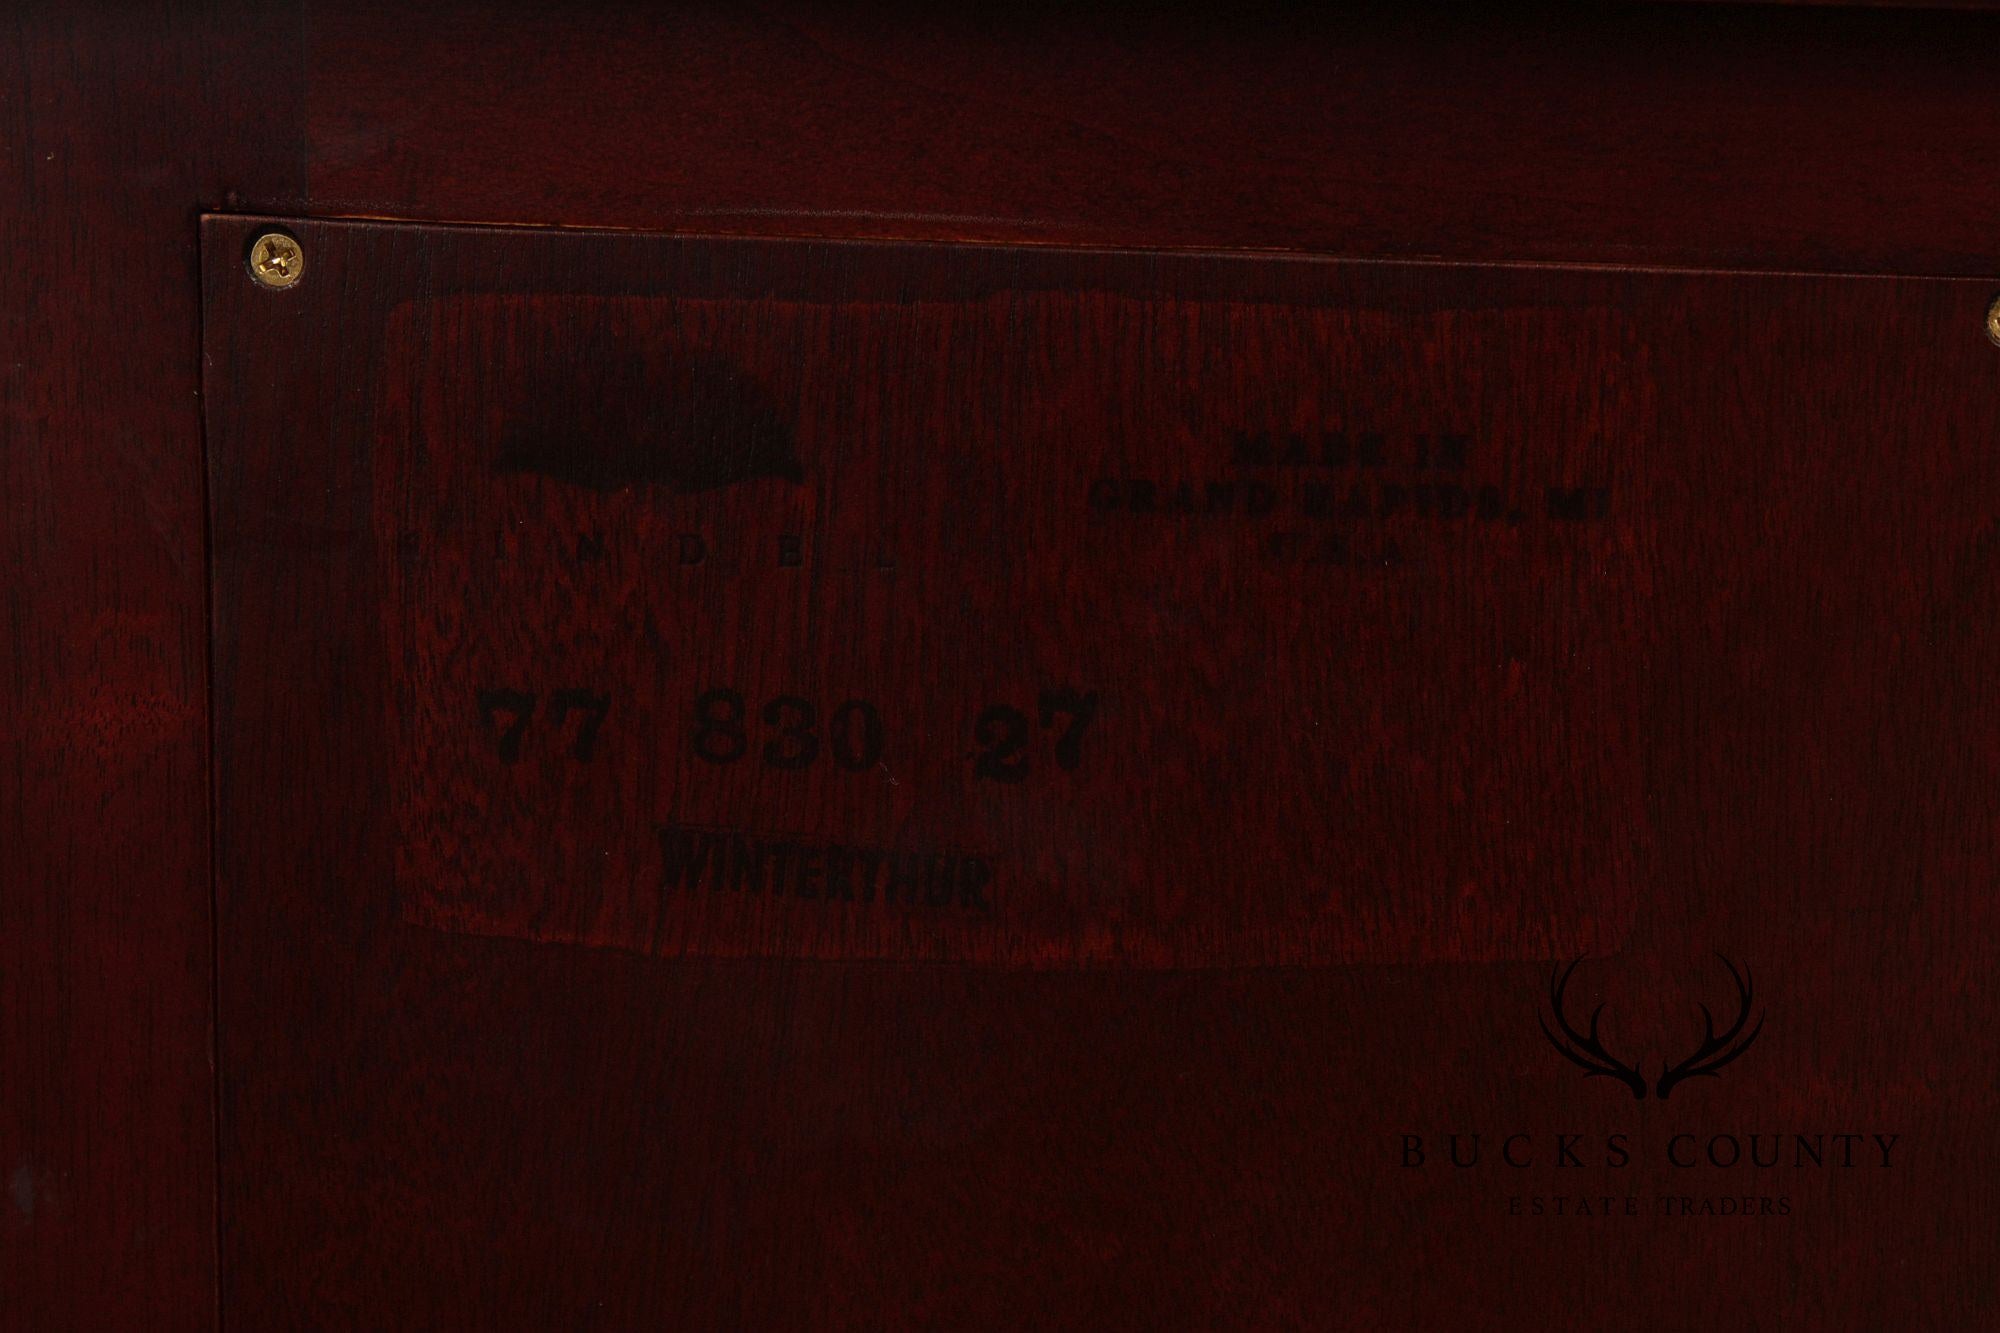 KINDEL
MADE IN
GRAND RAPIDS, MI
U.S.A.
77 830 27
WINTERTHUR
BUCKS COUNTY
ESTATE TRADERS